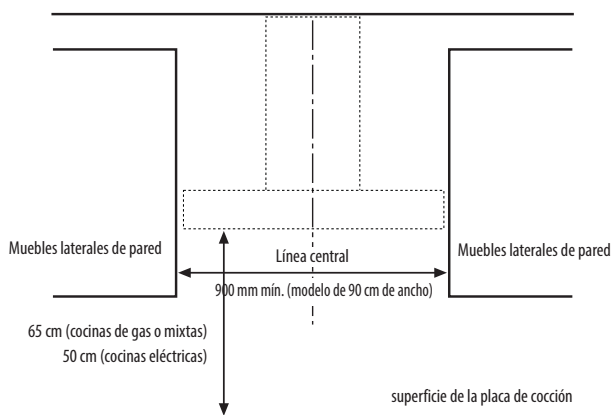 Muebles laterales de pared
Línea central
Muebles laterales de pared
900 mm mín. (modelo de 90 cm de ancho)
65 cm (cocinas de gas o mixtas)
50 cm (cocinas eléctricas)
superficie de la placa de cocción